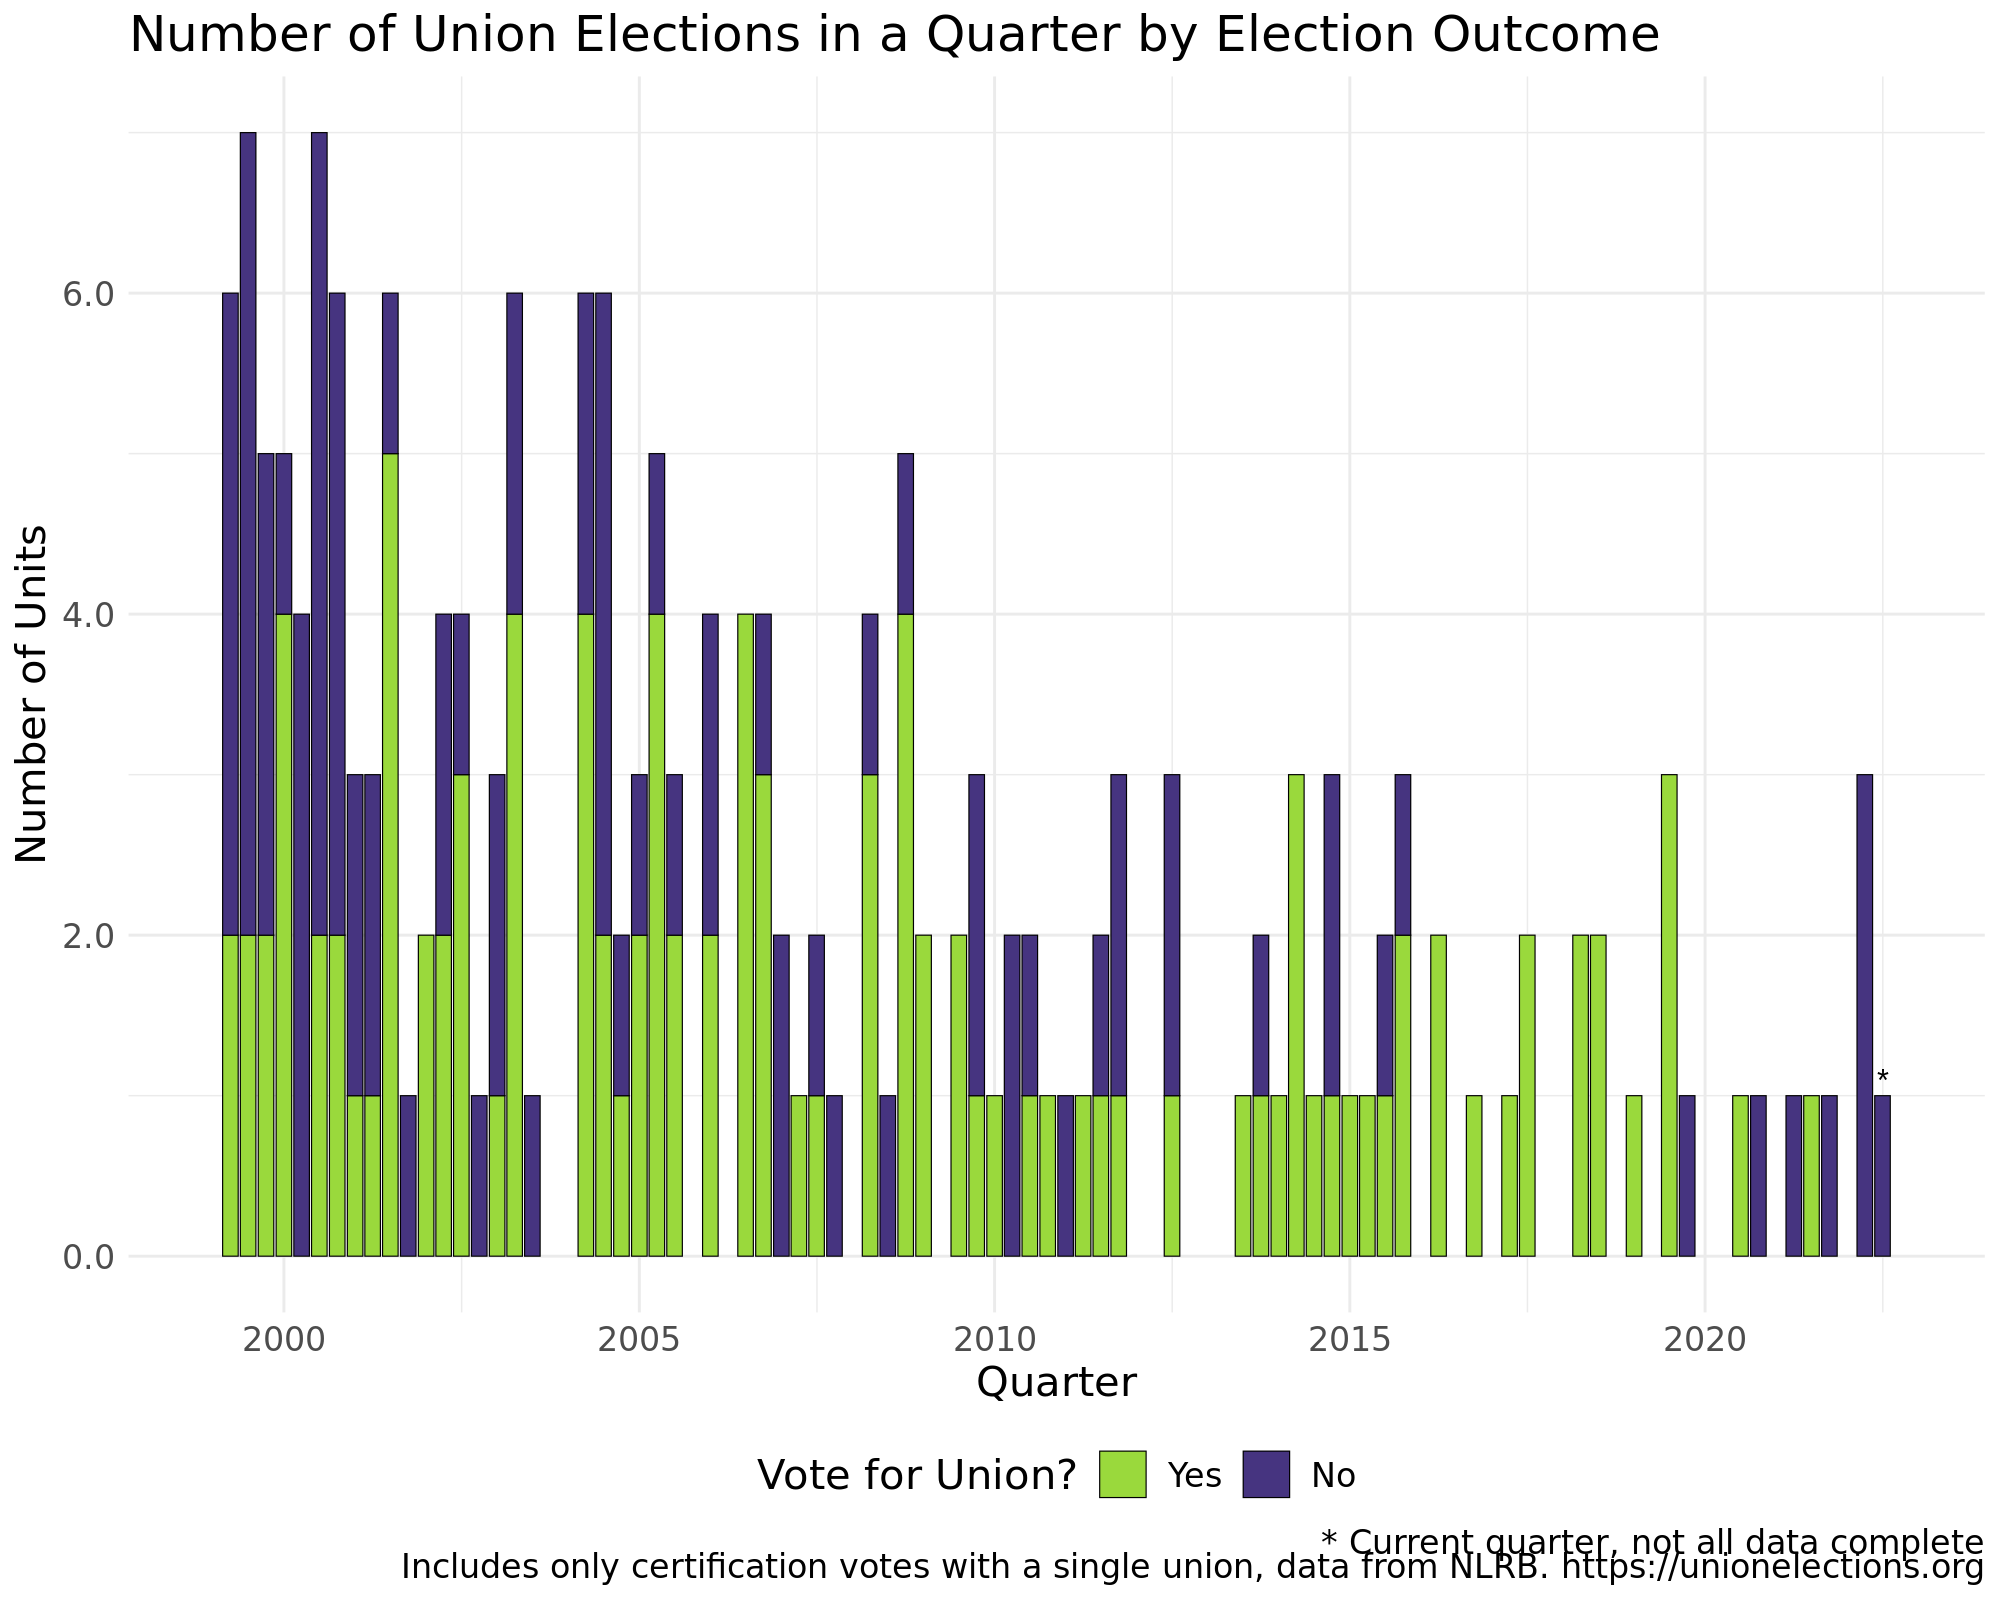 Number of Union Elections in a Quarter by Election Outcome
Number of Units
6.0
4.0
2.0
0.0
*
2000 2005 2010 2015 2020
Quarter
Vote for Union? Yes No
* Current quarter, not all data complete
Includes only certification votes with a single union, data from NLRB. https://unionelections.org